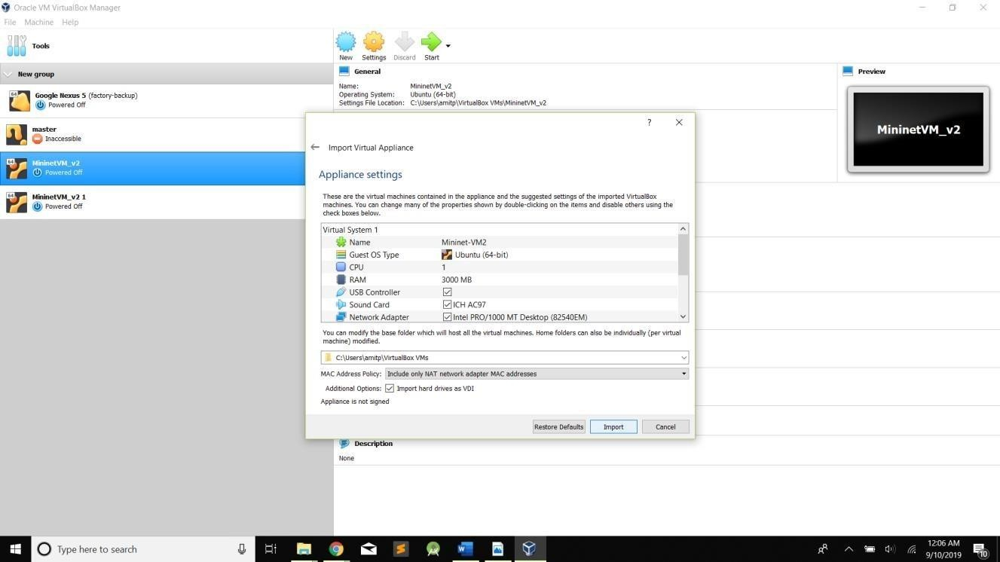 Oracle VM VirtualBox Manager
File Machine Help
Tools
New group
64
Google Nexus 5 (factory-backup)
Powered Off
master
Inaccessible
64
MininetVM_v2
Powered Off
64
MininetVM_v2 1
Powered Off
New Settings Discard Start
General
Name: MininetVM_v2
Operating System: Ubuntu (64-bit)
Settings File Location: C:\Users\amitp\VirtualBox VMs\MininetVM_v2
Preview
MininetVM_v2
?
Import Virtual Appliance
Appliance settings
These are the virtual machines contained in the appliance and the suggested settings of the imported VirtualBox
machines. You can change many of the properties shown by double-clicking on the items and disable others using the
check boxes below.
Virtual System 1
Name Mininet-VM2
Guest OS Type Ubuntu (64-bit)
CPU 1
RAM 3000 MB
USB Controller
Sound Card ICH AC97
Network Adapter Intel PRO/1000 MT Desktop (82540EM)
You can modify the base folder which will host all the virtual machines. Home folders can also be individually (per virtual
machine) modified.
C:\Users\amitp\VirtualBox VMs
MAC Address Policy: Include only NAT network adapter MAC addresses
Additional Options: Import hard drives as VDI
Appliance is not signed
Restore Defaults Import Cancel
Description
None
Type here to search
12:06 AM
9/10/2019
10